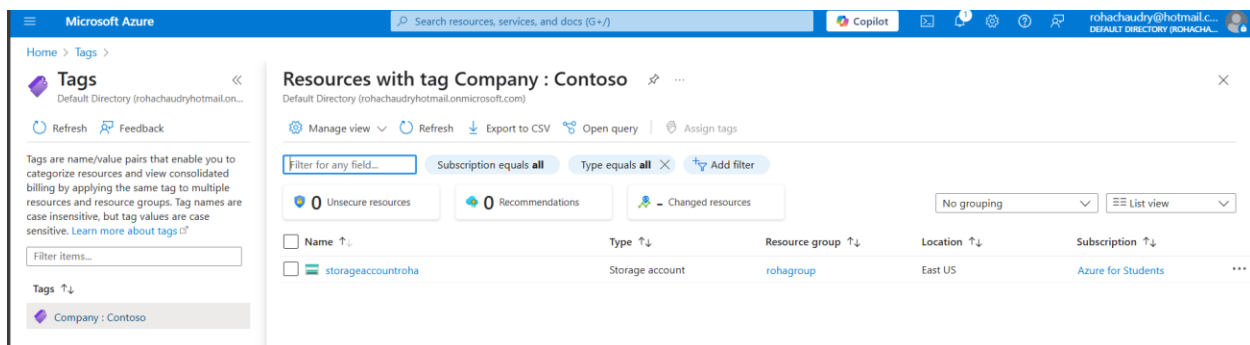 Microsoft Azure
Search resources, services, and docs (G+/)
Copilot
1
rohachaudry@hotmail.c...
DEFAULT DIRECTORY (ROHACHA...
Home > Tags >
Tags
Default Directory (rohachaudryhotmail.on...
Refresh Feedback
Tags are name/value pairs that enable you to
categorize resources and view consolidated
billing by applying the same tag to multiple
resources and resource groups. Tag names are
case insensitive, but tag values are case
sensitive. Learn more about tags
Filter items...
Tags
Company : Contoso
Resources with tag Company : Contoso
Default Directory (rohachaudryhotmail.onmicrosoft.com)
Manage view Refresh Export to CSV Open query Assign tags
Filter for any field... Subscription equals all Type equals all Add filter
0 Unsecure resources 0 Recommendations - Changed resources
No grouping List view
Name Type Resource group Location Subscription
storageaccountroha Storage account rohagroup East US Azure for Students